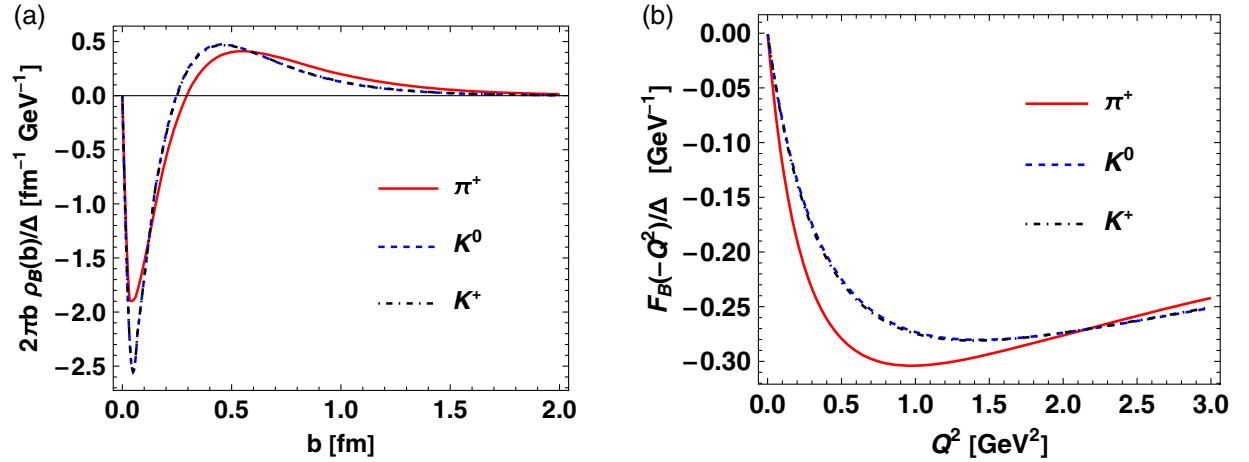 (a)
2πb ρ_B(b)/Δ [fm⁻¹ GeV⁻¹]
0.5
0.0
−0.5
−1.0
−1.5
−2.0
−2.5
π⁺
K⁰
K⁺
0.0 0.5 1.0 1.5 2.0
b [fm]
(b)
F_B(−Q²)/Δ [GeV⁻¹]
0.00
−0.05
−0.10
−0.15
−0.20
−0.25
−0.30
π⁺
K⁰
K⁺
0.0 0.5 1.0 1.5 2.0 2.5 3.0
Q² [GeV²]